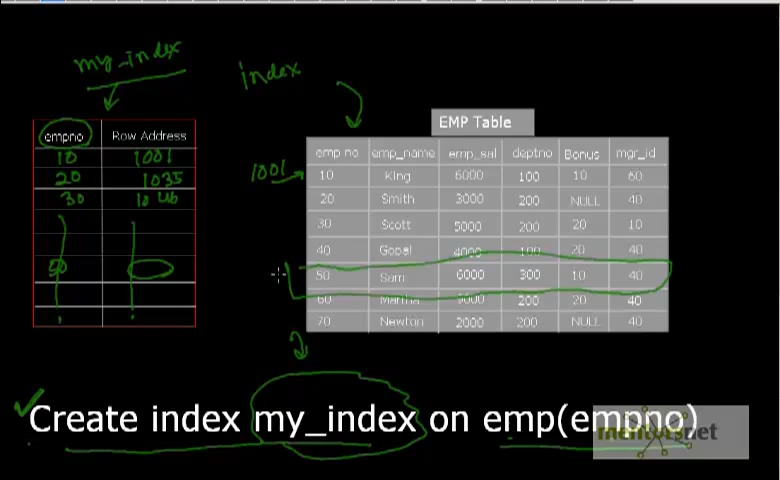 my_index
index
EMP Table
empno Row Address
10 1001
20 1035
30 1046
50
1001
emp no emp_name emp_sal deptno Bonus mgr_id
10 King 6000 100 10 60
20 Smith 3000 200 NULL 40
30 Scott 5000 200 20 10
40 Gopal 4000 100 20 40
50 Sam 6000 300 10 40
60 Martha 9000 200 20 40
70 Newton 2000 200 NULL 40
Create index my_index on emp(empno)
mentorsnet